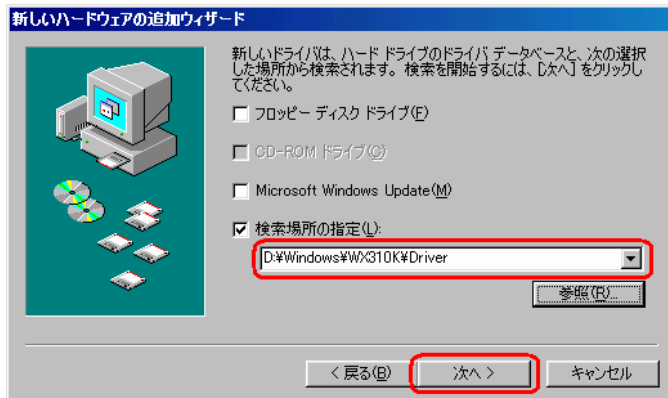 新しいハードウェアの追加ウィザード
新しいドライバは、ハード ドライブのドライバ データベースと、次の選択
した場所から検索されます。検索を開始するには、[次へ] をクリックし
てください。
フロッピー ディスク ドライブ(F)
CD-ROM ドライブ(C)
Microsoft Windows Update(M)
検索場所の指定(L):
D:¥Windows¥WX310K¥Driver
参照(R)...
< 戻る(B)
次へ >
キャンセル